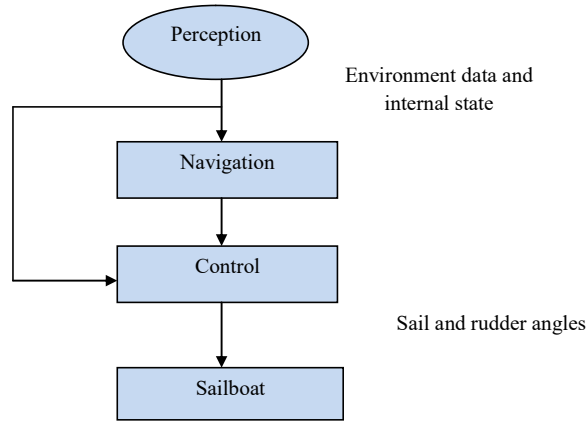 Perception
Environment data and
internal state
Navigation
Control
Sail and rudder angles
Sailboat